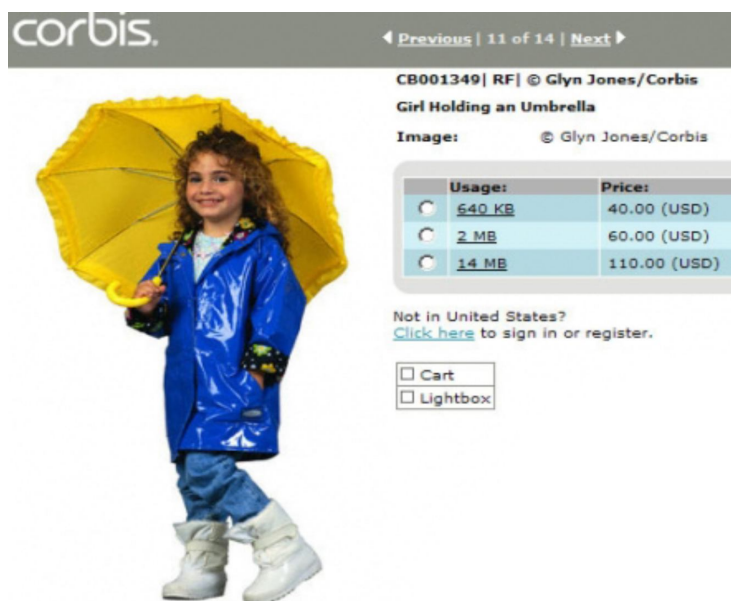 corbis.
Previous | 11 of 14 | Next
CB001349| RF| © Glyn Jones/Corbis
Girl Holding an Umbrella
Image: © Glyn Jones/Corbis
Usage: Price:
640 KB 40.00 (USD)
2 MB 60.00 (USD)
14 MB 110.00 (USD)
Not in United States?
Click here to sign in or register.
Cart
Lightbox